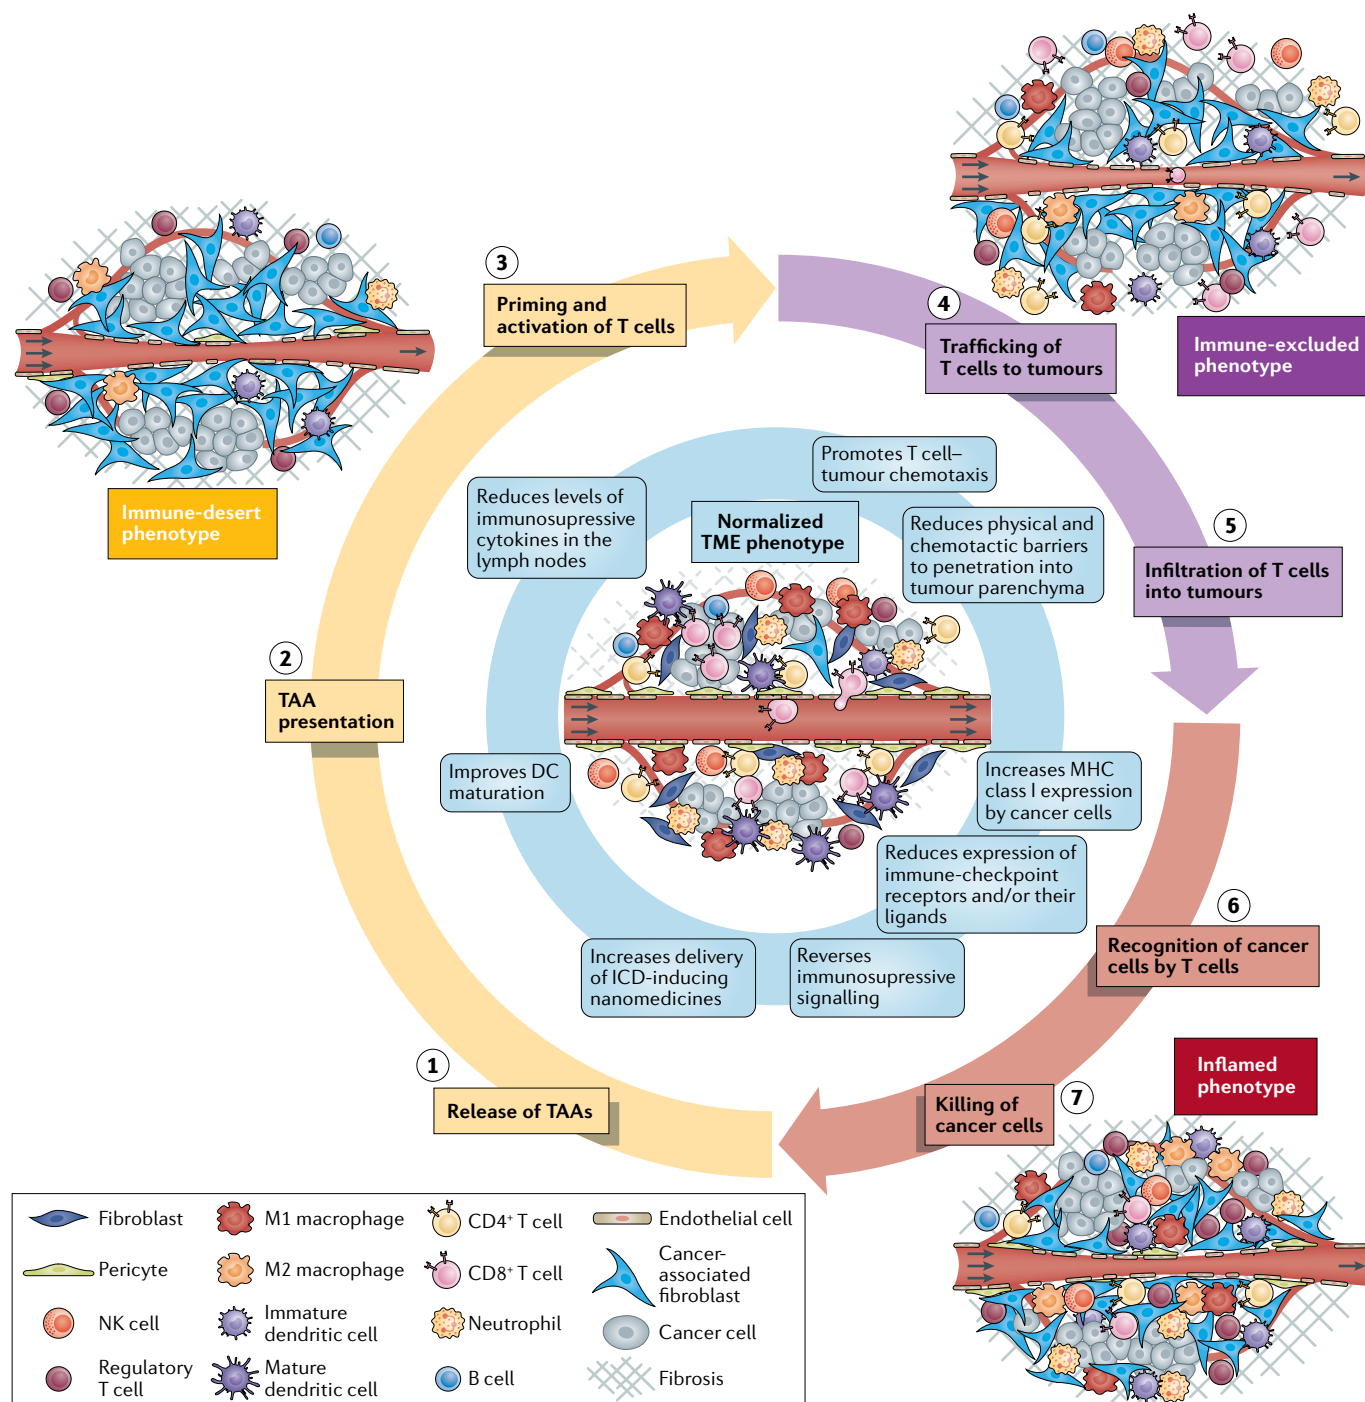 3
Priming and
activation of T cells
4
Trafficking of
T cells to tumours
Immune-excluded
phenotype
Immune-desert
phenotype
Promotes T cell–
tumour chemotaxis
Reduces levels of
immunosupressive
cytokines in the
lymph nodes
Normalized
TME phenotype
Reduces physical and
chemotactic barriers
to penetration into
tumour parenchyma
5
Infiltration of T cells
into tumours
2
TAA
presentation
Improves DC
maturation
Increases MHC
class I expression
by cancer cells
Reduces expression of
immune-checkpoint
receptors and/or their
ligands
6
Recognition of cancer
cells by T cells
Increases delivery
of ICD-inducing
nanomedicines
Reverses
immunosupressive
signalling
1
Release of TAAs
Killing of
cancer cells
7
Inflamed
phenotype
Fibroblast
M1 macrophage
CD4⁺ T cell
Endothelial cell
Pericyte
M2 macrophage
CD8⁺ T cell
Cancer-
associated
fibroblast
NK cell
Immature
dendritic cell
Neutrophil
Cancer cell
Regulatory
T cell
Mature
dendritic cell
B cell
Fibrosis